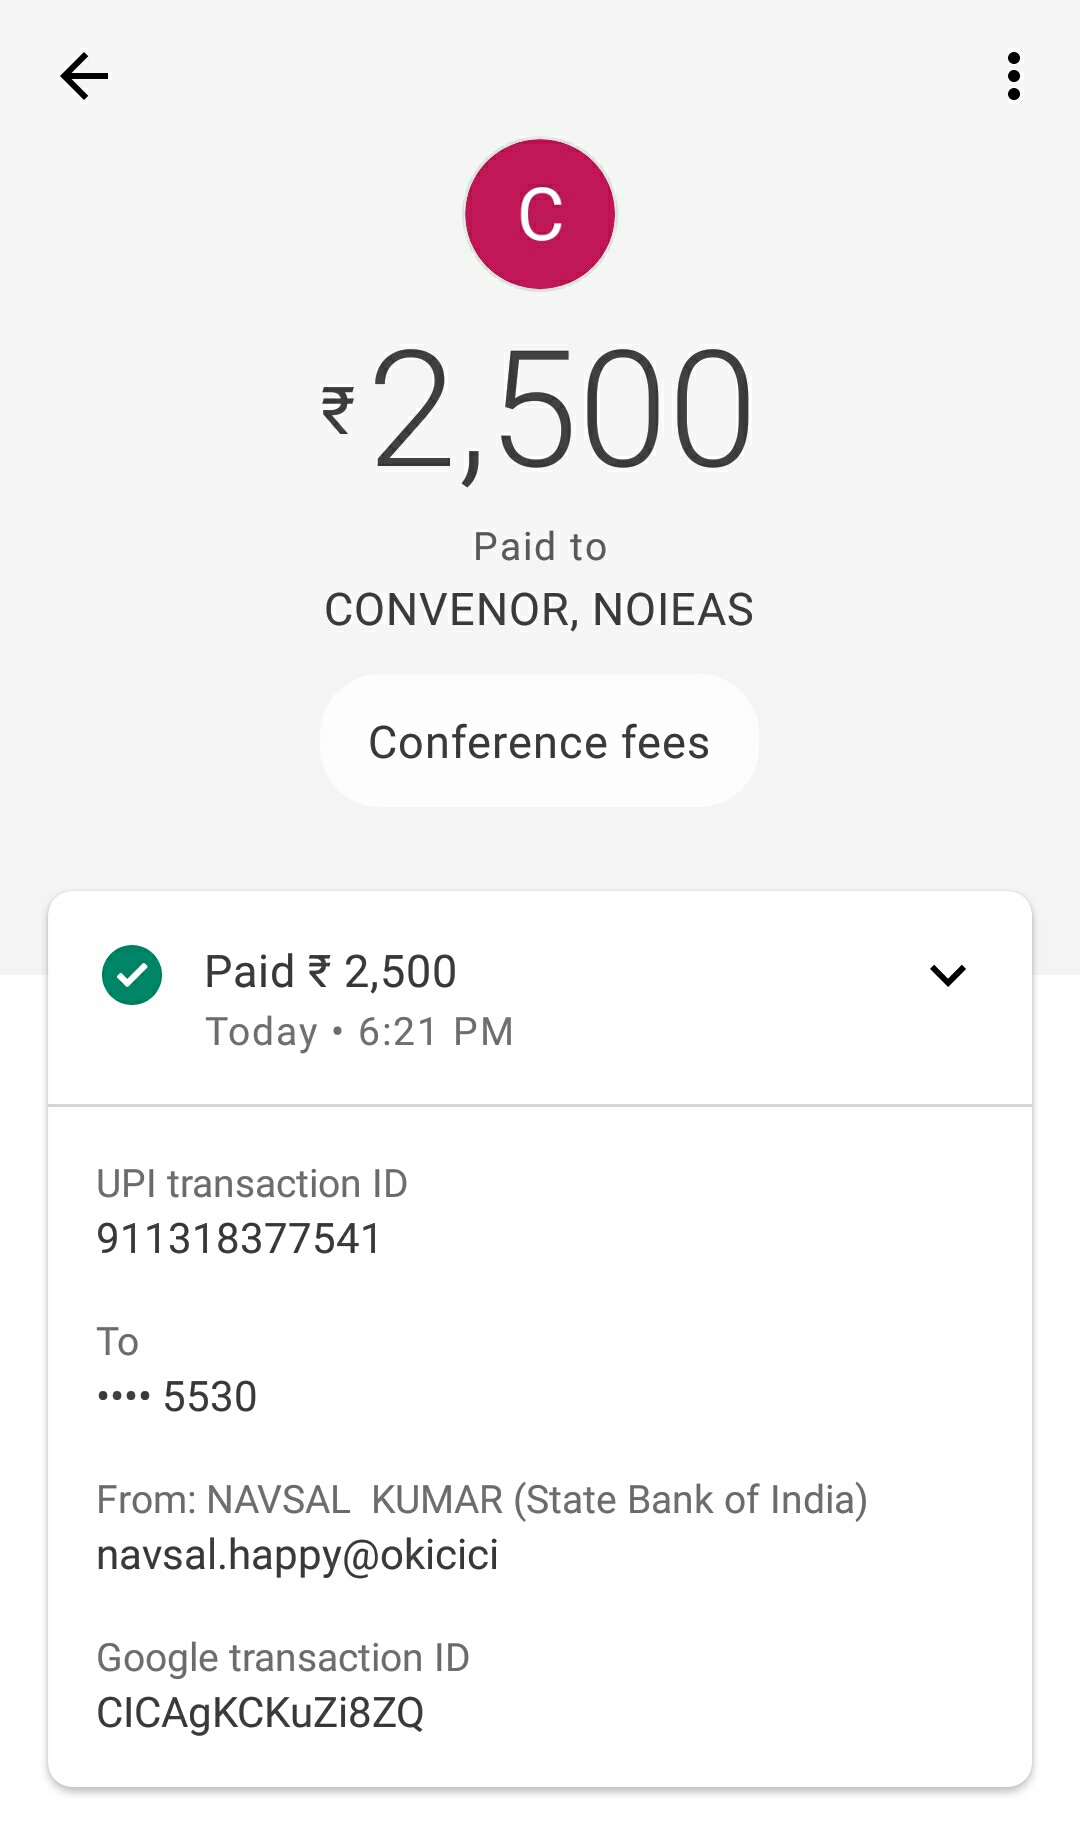 C
₹2,500
Paid to
CONVENOR, NOIEAS
Conference fees
Paid ₹ 2,500
Today • 6:21 PM
UPI transaction ID
911318377541
To
•••• 5530
From: NAVSAL  KUMAR (State Bank of India)
navsal.happy@okicici
Google transaction ID
CICAgKCKuZi8ZQ